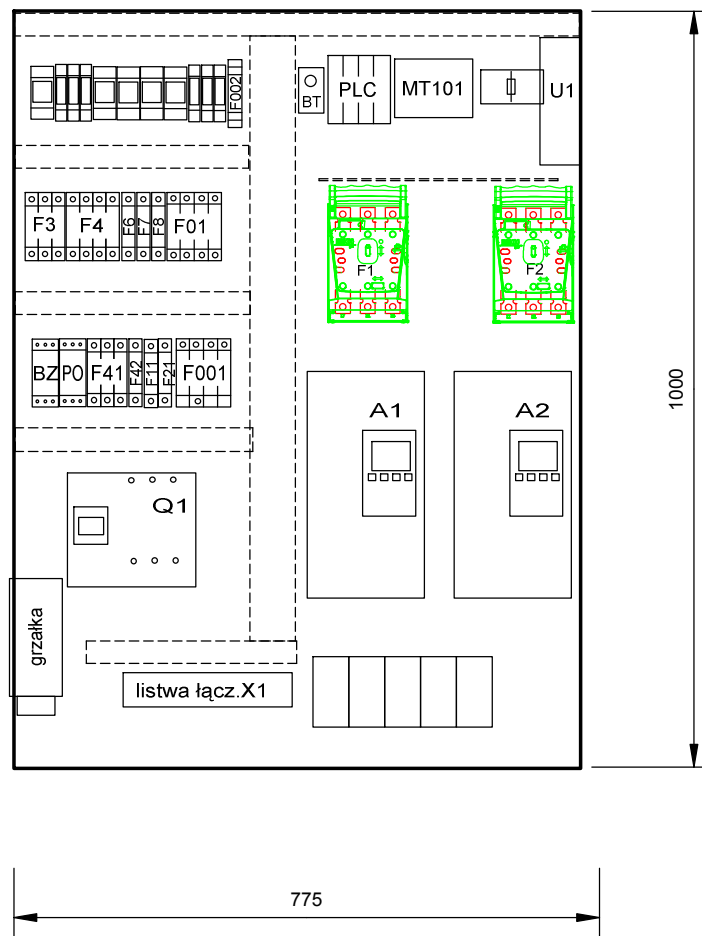 F002
BT
PLC
MT101
U1
F3
F4
F6
F7
F8
F01
F1
F2
BZ
PO
F41
F42
F11
F21
F001
A1
A2
Q1
1000
grzałka
listwa łącz.X1
775